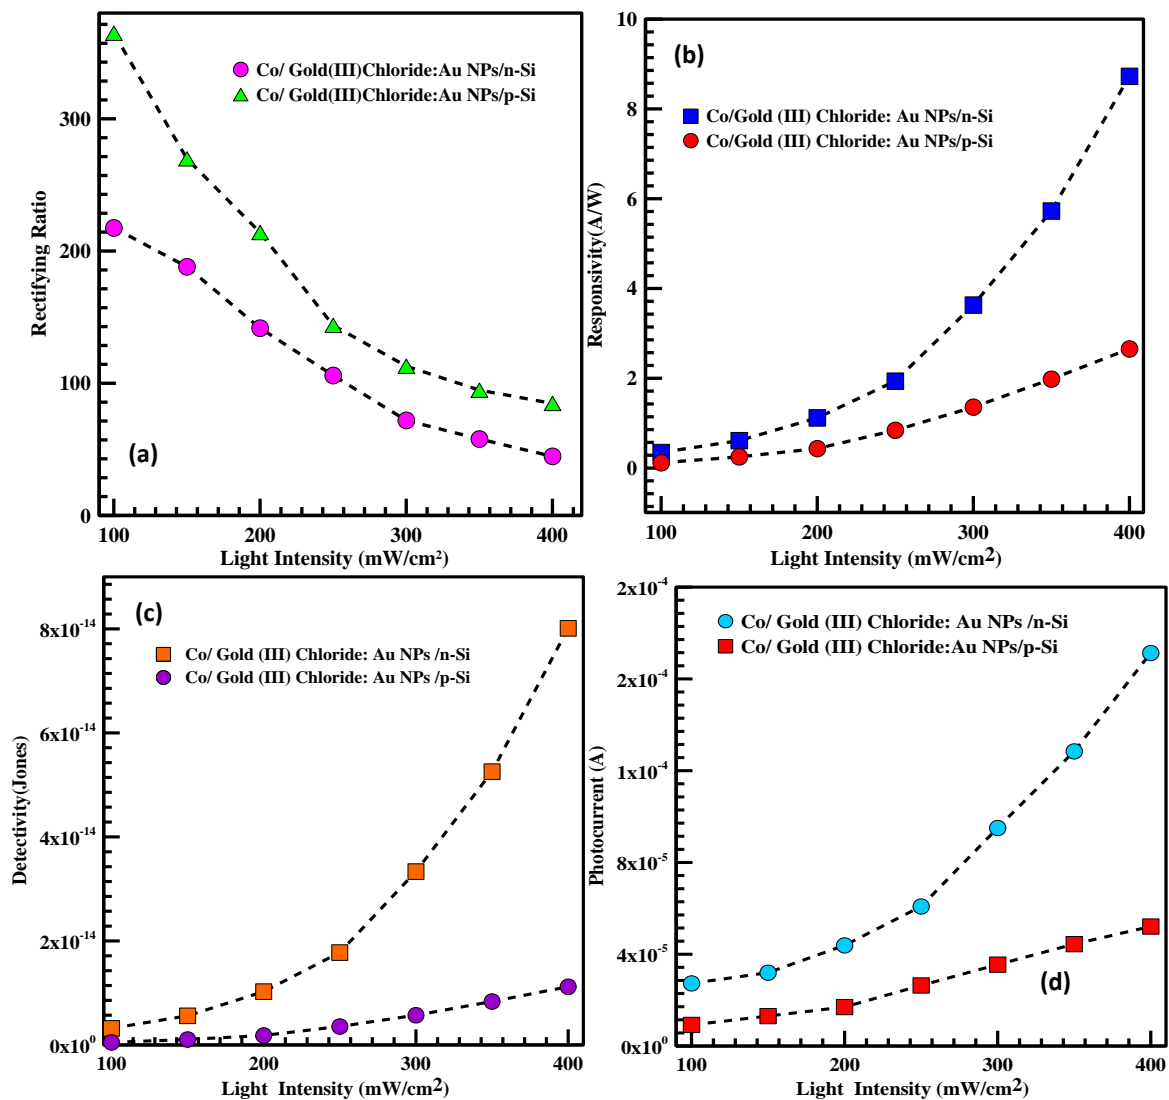 (a)
Co/ Gold(III)Chloride:Au NPs/n-Si
Co/ Gold(III)Chloride:Au NPs/p-Si
Rectifying Ratio
300
200
100
0
100 200 300 400
Light Intensity (mW/cm²)
(b)
Co/Gold (III) Chloride: Au NPs/n-Si
Co/Gold (III) Chloride: Au NPs/p-Si
Responsivity(A/W)
10
8
6
4
2
0
100 200 300 400
Light Intensity (mW/cm²)
(c)
Co/ Gold (III) Chloride: Au NPs /n-Si
Co/ Gold (III) Chloride: Au NPs /p-Si
Detectivity(Jones)
8x10⁻¹⁴
6x10⁻¹⁴
4x10⁻¹⁴
2x10⁻¹⁴
0x10⁰
100 200 300 400
Light Intensity (mW/cm²)
Co/ Gold (III) Chloride: Au NPs /n-Si
Co/ Gold (III) Chloride:Au NPs/p-Si
Photocurrent (A)
2x10⁻⁴
2x10⁻⁴
1x10⁻⁴
8x10⁻⁵
4x10⁻⁵
0x10⁰
(d)
100 200 300 400
Light Intensity (mW/cm²)